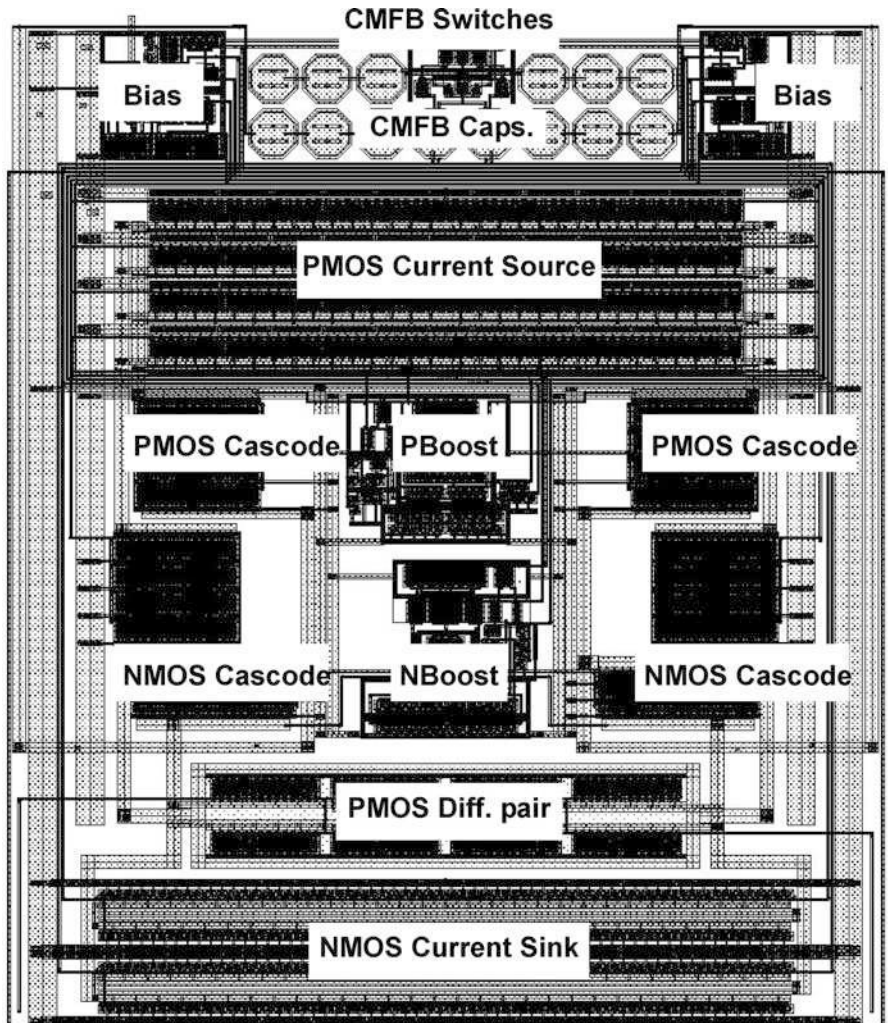 CMFB Switches
Bias
Bias
CMFB Caps.
PMOS Current Source
PMOS Cascode
PBoost
PMOS Cascode
NMOS Cascode
NBoost
NMOS Cascode
PMOS Diff. pair
NMOS Current Sink